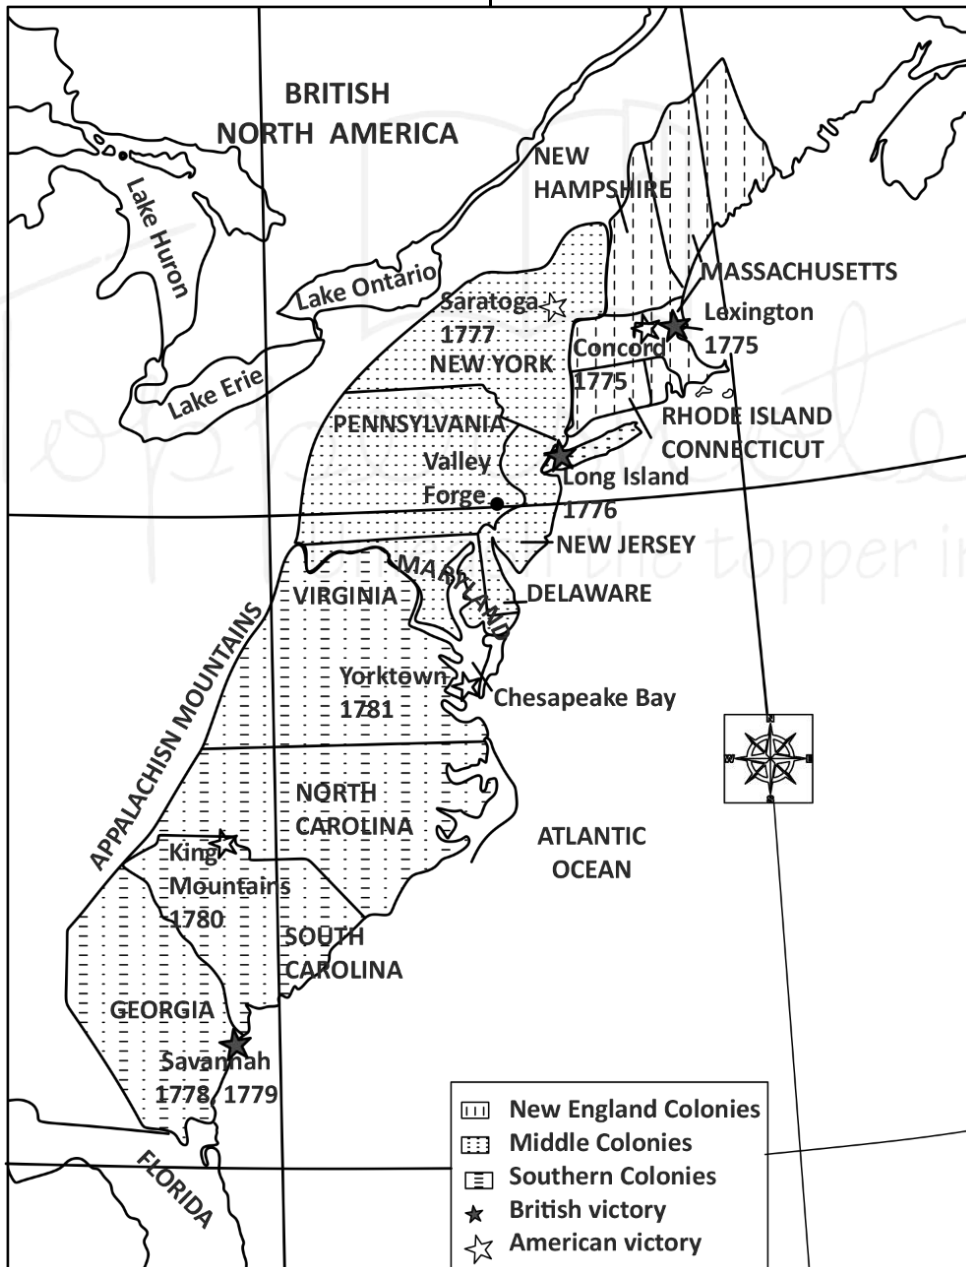 BRITISH
NORTH AMERICA
NEW
HAMPSHIRE
Lake Huron
MASSACHUSETTS
Lake Ontario
Saratoga
1777
Lexington
1775
NEW YORK
Concord
1775
Lake Erie
PENNSYLVANIA
RHODE ISLAND
CONNECTICUT
Valley
Forge
Long Island
1776
NEW JERSEY
MARYLAND
DELAWARE
VIRGINIA
APPALACHISN MOUNTAINS
Yorktown
1781
Chesapeake Bay
NORTH
CAROLINA
ATLANTIC
OCEAN
King
Mountains
1780
SOUTH
CAROLINA
GEORGIA
Savannah
1778, 1779
FLORIDA
N
W
E
S
New England Colonies
Middle Colonies
Southern Colonies
British victory
American victory
the topper in